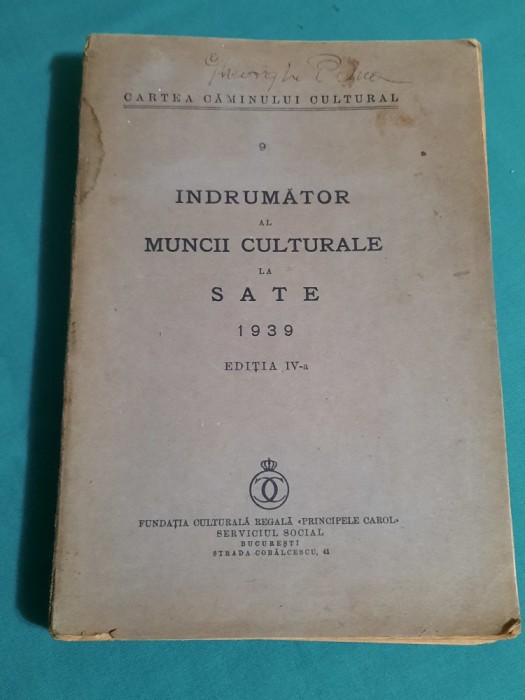 Gheorghe
CARTEA CĂMINULUI CULTURAL
9
INDRUMĂTOR
AL
MUNCII CULTURALE
LA
SATE
1939
EDIȚIA IV-a
FUNDAȚIA CULTURALĂ REGALĂ «PRINCIPELE CAROL»
SERVICIUL SOCIAL
BUCUREȘTI
STRADA COBĂLCESCU, 41